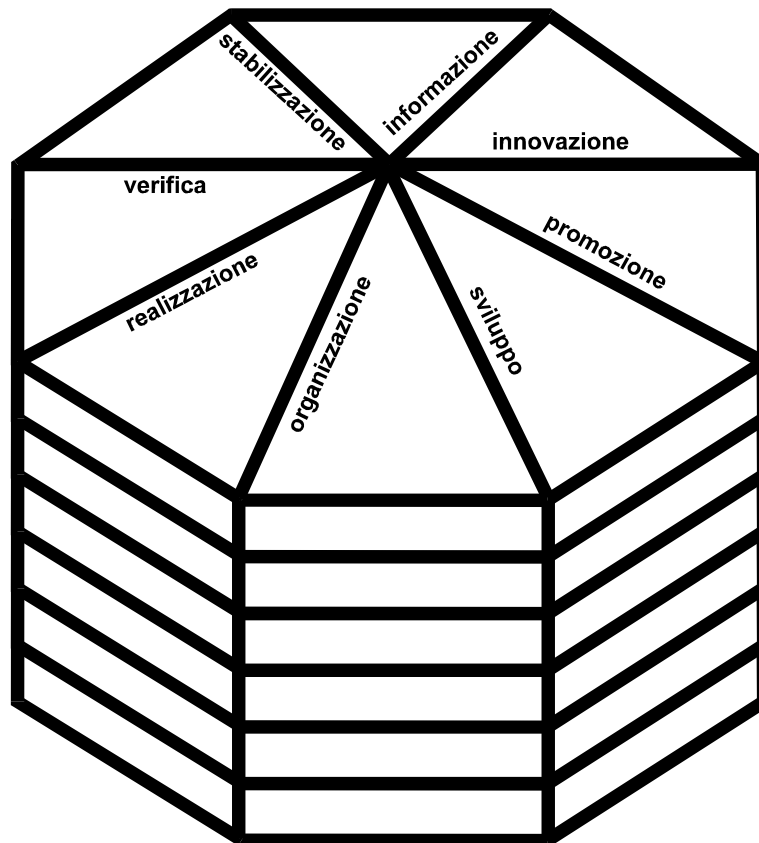 stabilizzazione
informazione
innovazione
verifica
promozione
realizzazione
organizzazione
sviluppo